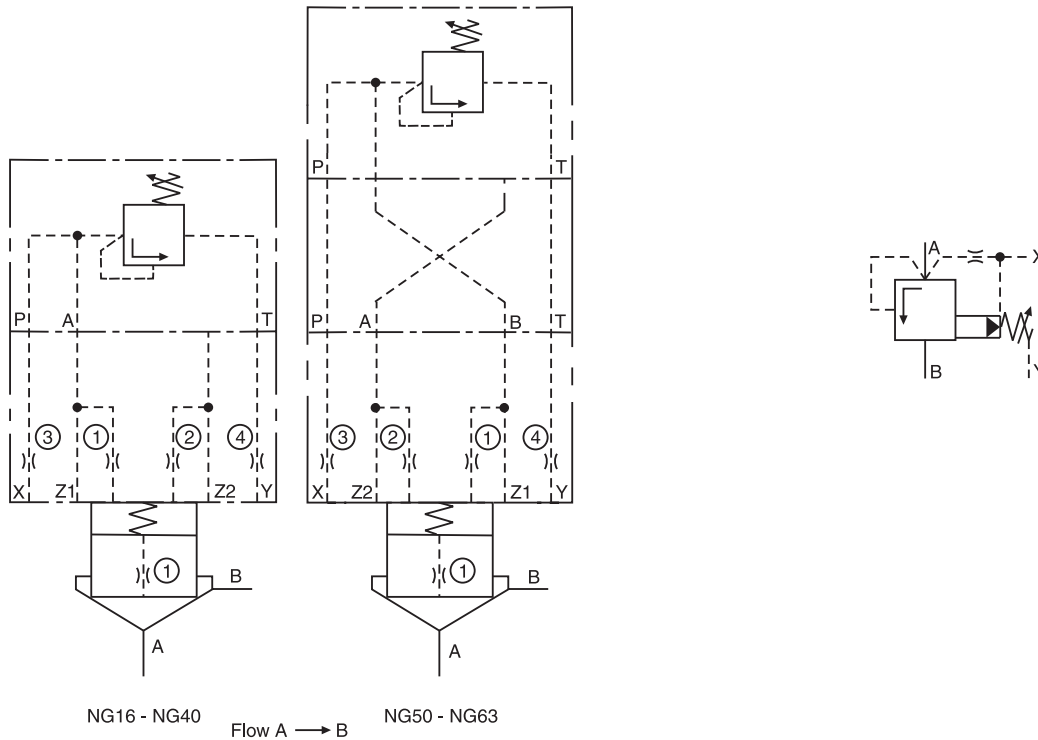 P T
P A T
P A B T
③ ① ② ④
X Z1 Z2 Y
③ ② ① ④
X Z2 Z1 Y
①
B
A
①
B
A
NG16 - NG40
Flow A → B
NG50 - NG63
A
X
B
Y